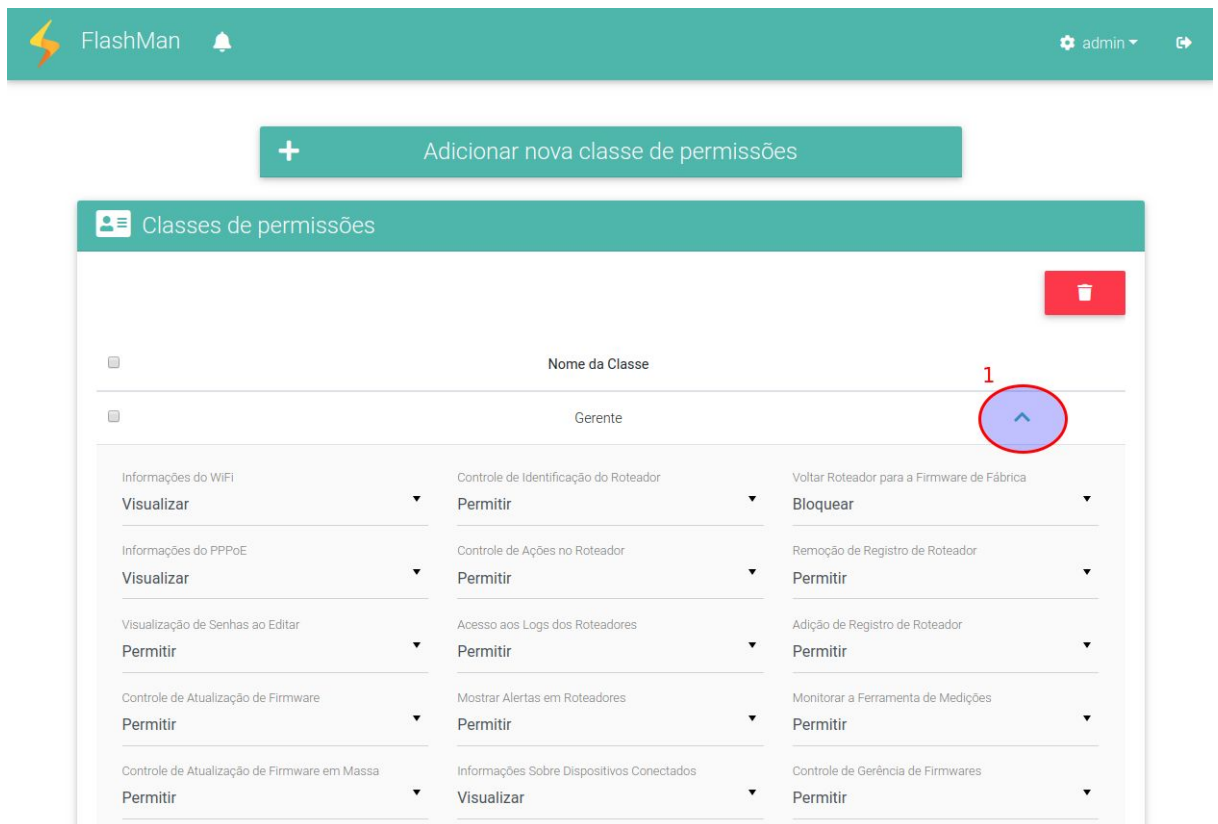 FlashMan
admin
Adicionar nova classe de permissões
Classes de permissões
Nome da Classe
1
Gerente
Informações do WiFi
Visualizar
Controle de Identificação do Roteador
Permitir
Voltar Roteador para a Firmware de Fábrica
Bloquear
Informações do PPPoE
Visualizar
Controle de Ações no Roteador
Permitir
Remoção de Registro de Roteador
Permitir
Visualização de Senhas ao Editar
Permitir
Acesso aos Logs dos Roteadores
Permitir
Adição de Registro de Roteador
Permitir
Controle de Atualização de Firmware
Permitir
Mostrar Alertas em Roteadores
Permitir
Monitorar a Ferramenta de Medições
Permitir
Controle de Atualização de Firmware em Massa
Permitir
Informações Sobre Dispositivos Conectados
Visualizar
Controle de Gerência de Firmwares
Permitir